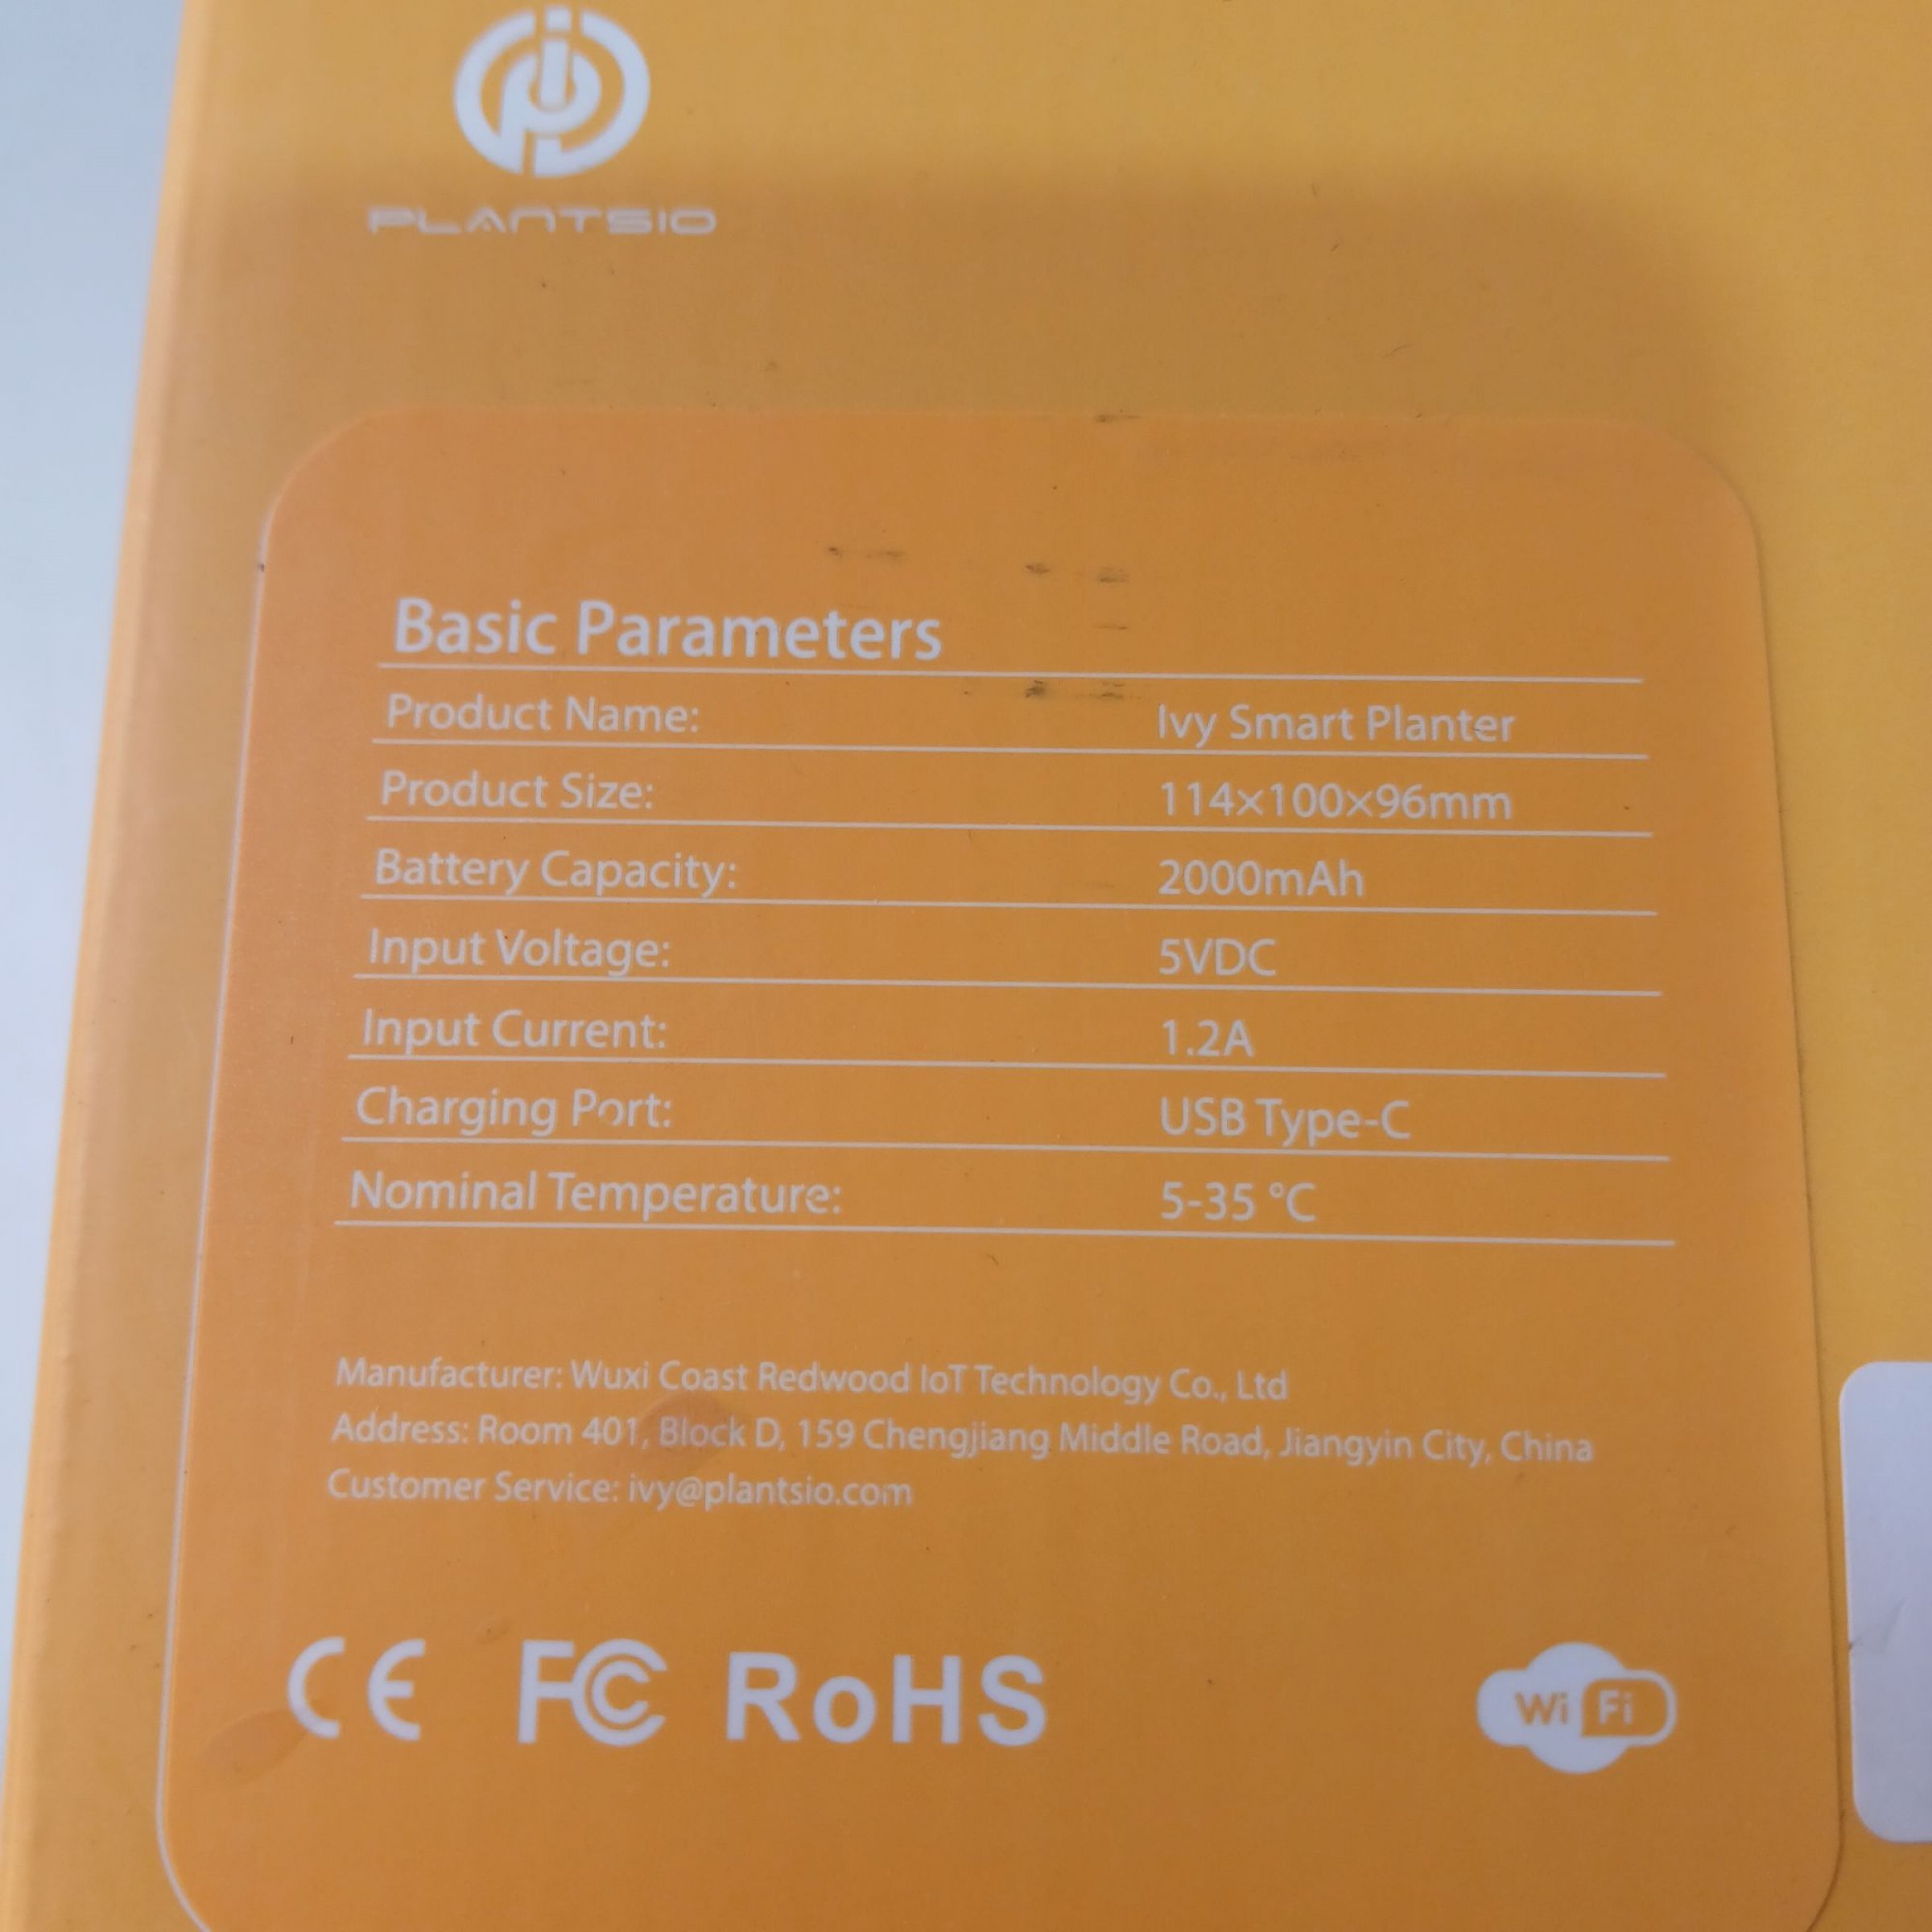 PLANTSIO
Basic Parameters
Product Name: Ivy Smart Planter
Product Size: 114×100×96mm
Battery Capacity: 2000mAh
Input Voltage: 5VDC
Input Current: 1.2A
Charging Port: USB Type-C
Nominal Temperature: 5-35 °C
Manufacturer: Wuxi Coast Redwood IoT Technology Co., Ltd
Address: Room 401, Block D, 159 Chengjiang Middle Road, Jiangyin City, China
Customer Service: ivy@plantsio.com
CE FC RoHS Wi Fi